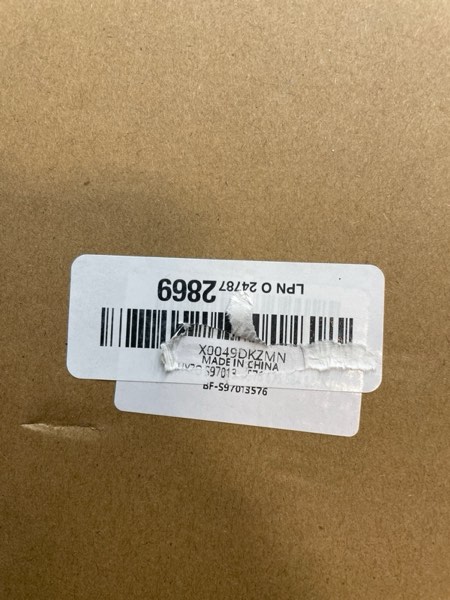 LPN O 24787 2869
X0049DKZMN
MADE IN CHINA
BF-S97013576